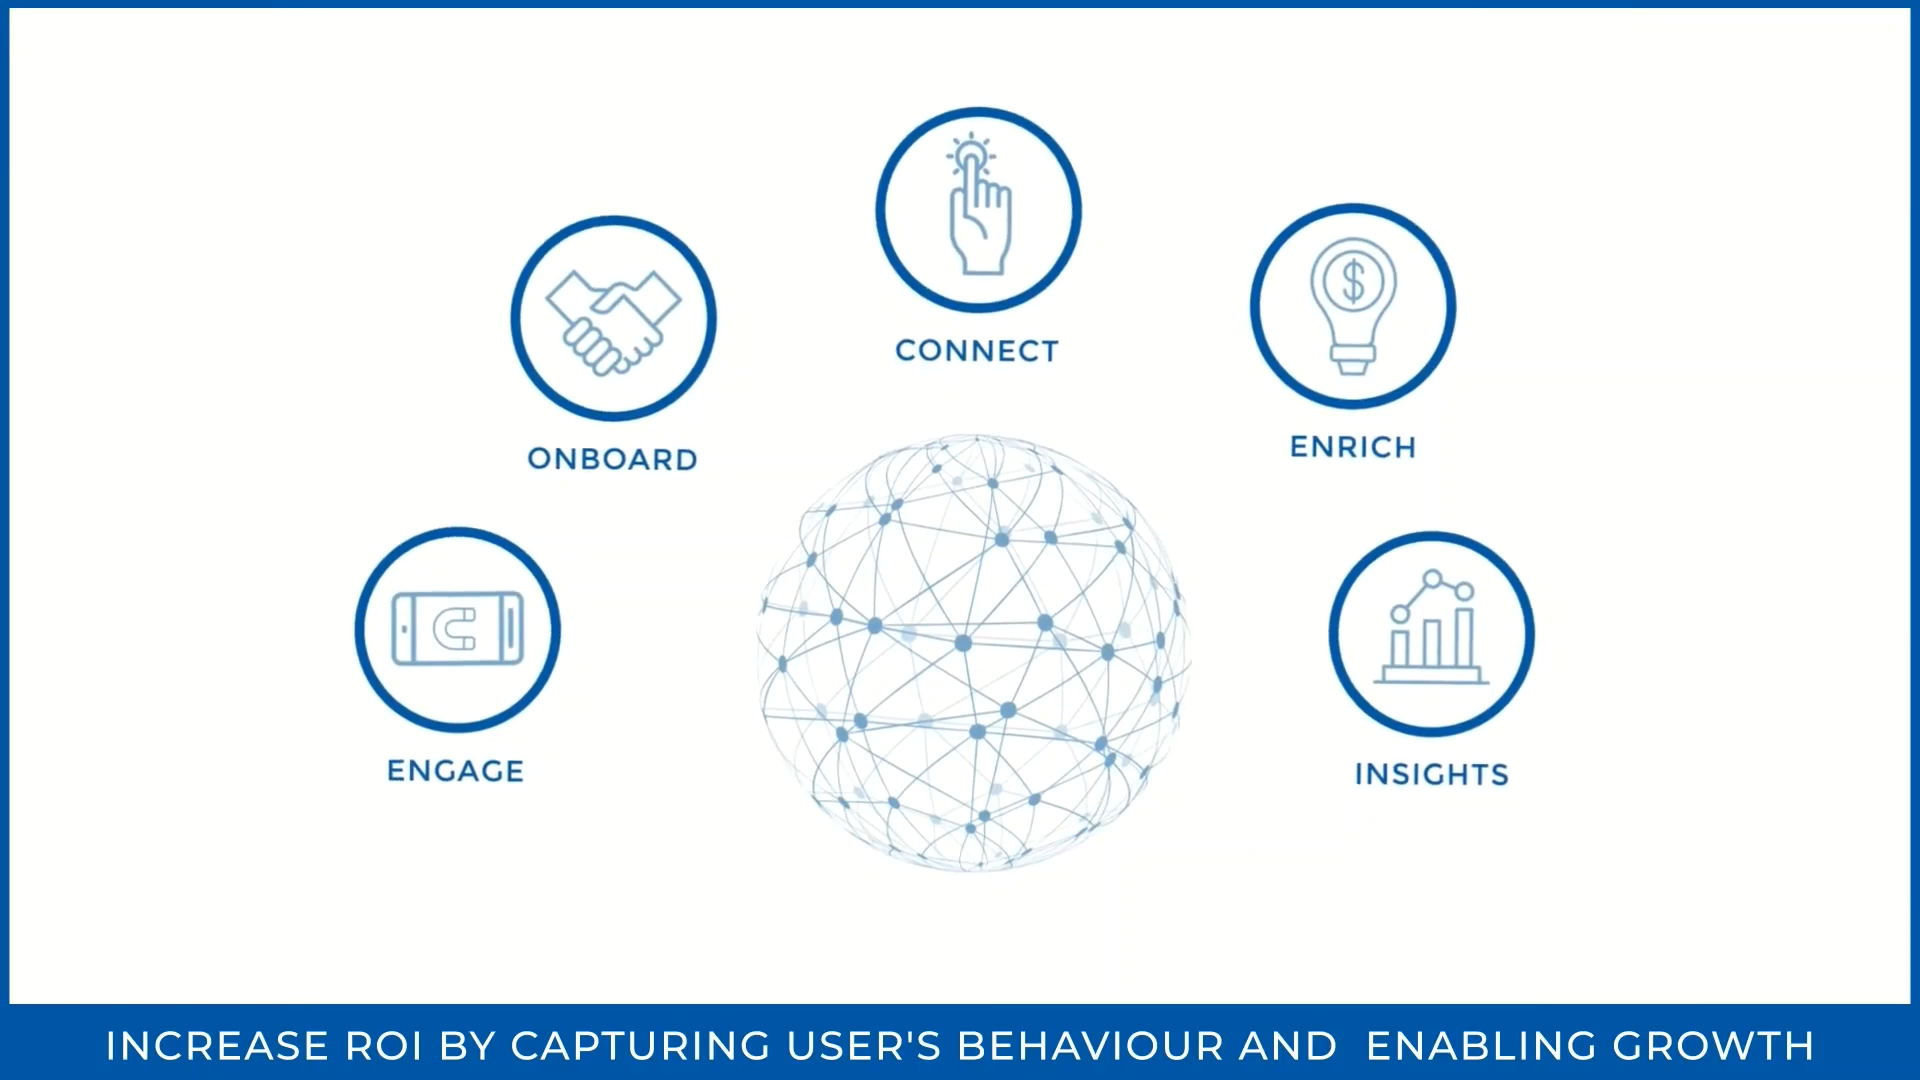 CONNECT
ONBOARD
ENRICH
ENGAGE
$
INSIGHTS
INCREASE ROI BY CAPTURING USER'S BEHAVIOUR AND  ENABLING GROWTH